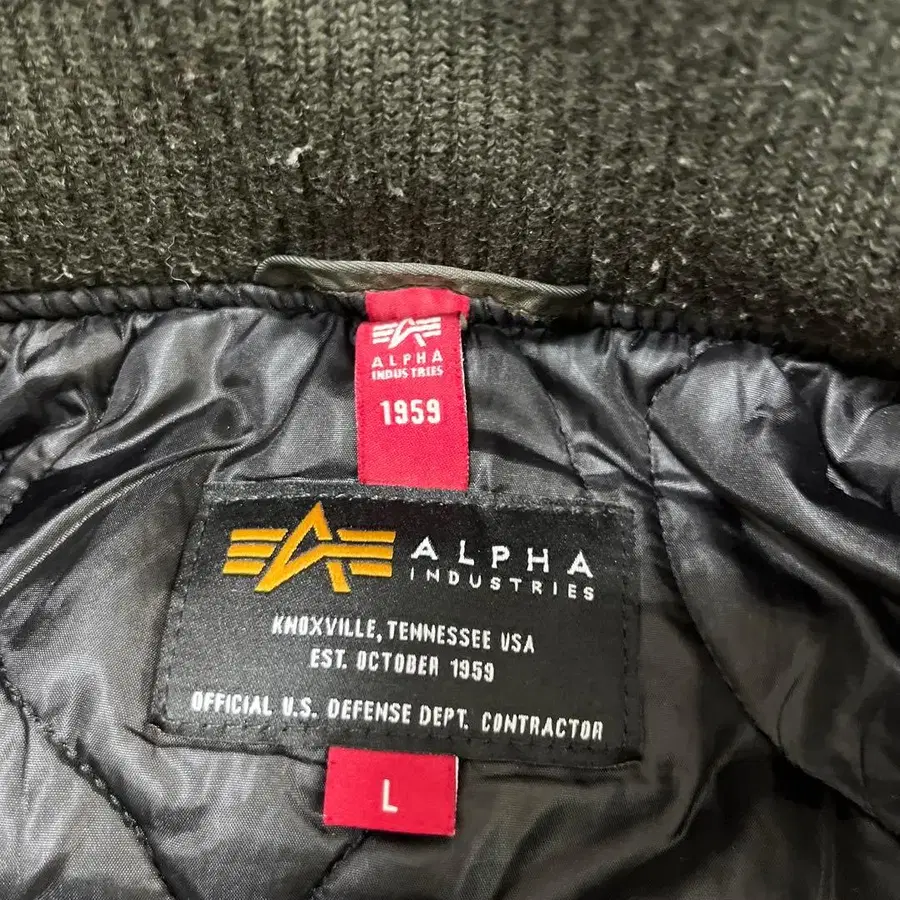 ALPHA
INDUSTRIES
1959
ALPHA
INDUSTRIES
KNOXVILLE, TENNESSEE USA
EST. OCTOBER 1959
OFFICIAL U.S. DEFENSE DEPT. CONTRACTOR
L